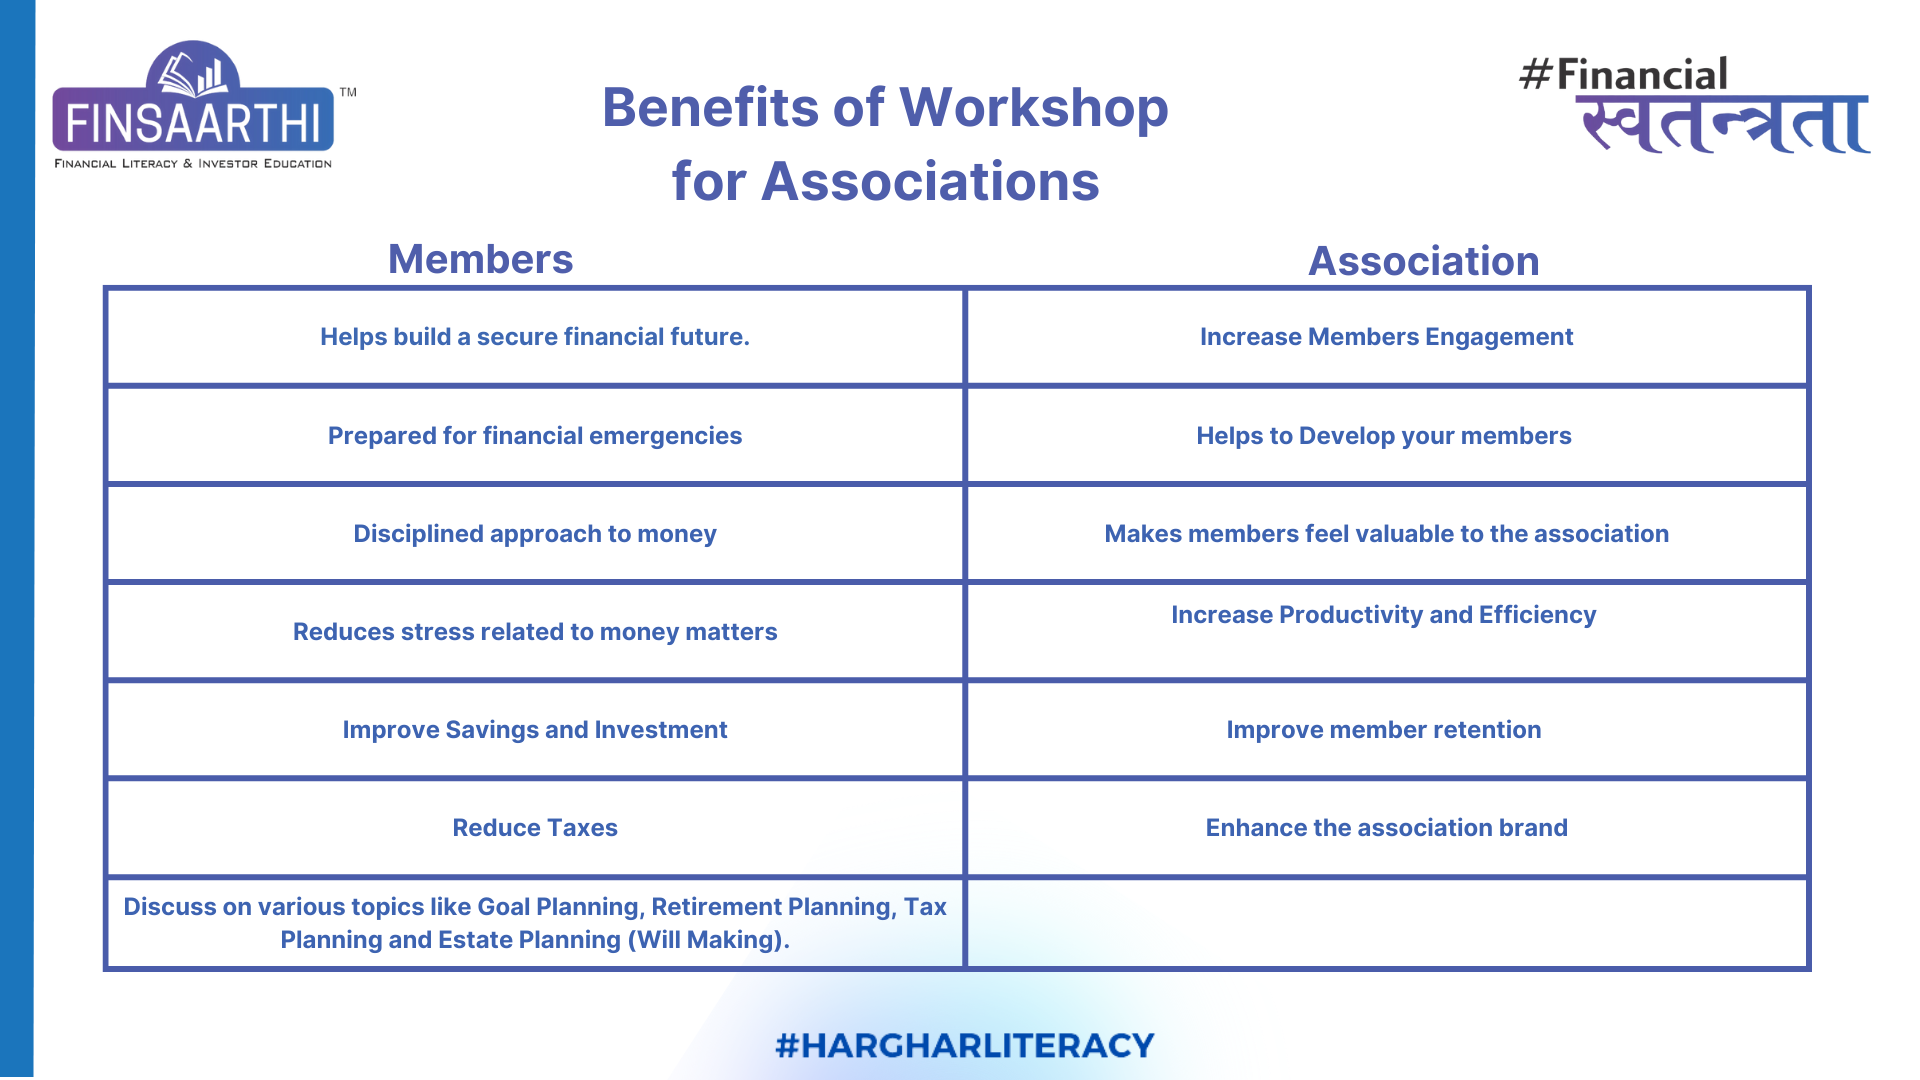 FINSAARTHI
TM
FINANCIAL LITERACY & INVESTOR EDUCATION
Benefits of Workshop
for Associations
#Financial
स्वतन्त्रता
Members
Association
Helps build a secure financial future.
Increase Members Engagement
Prepared for financial emergencies
Helps to Develop your members
Disciplined approach to money
Makes members feel valuable to the association
Reduces stress related to money matters
Increase Productivity and Efficiency
Improve Savings and Investment
Improve member retention
Reduce Taxes
Enhance the association brand
Discuss on various topics like Goal Planning, Retirement Planning, Tax
Planning and Estate Planning (Will Making).
#HARGHARLITERACY